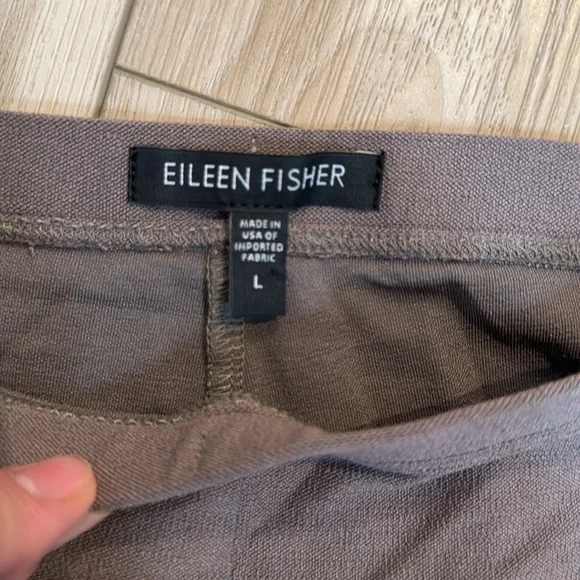 EILEEN FISHER
MADE IN
USA OF
IMPORTED
FABRIC
L